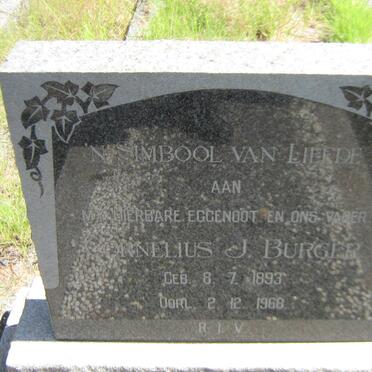 'N SIMBOOL VAN LIEFDE
AAN
MY DIERBARE EGGENOOT EN ONS VADER
CORNELIUS J. BURGER
GEB. 8. 7. 1893
OORL. 2. 12. 1968
R. I. V.